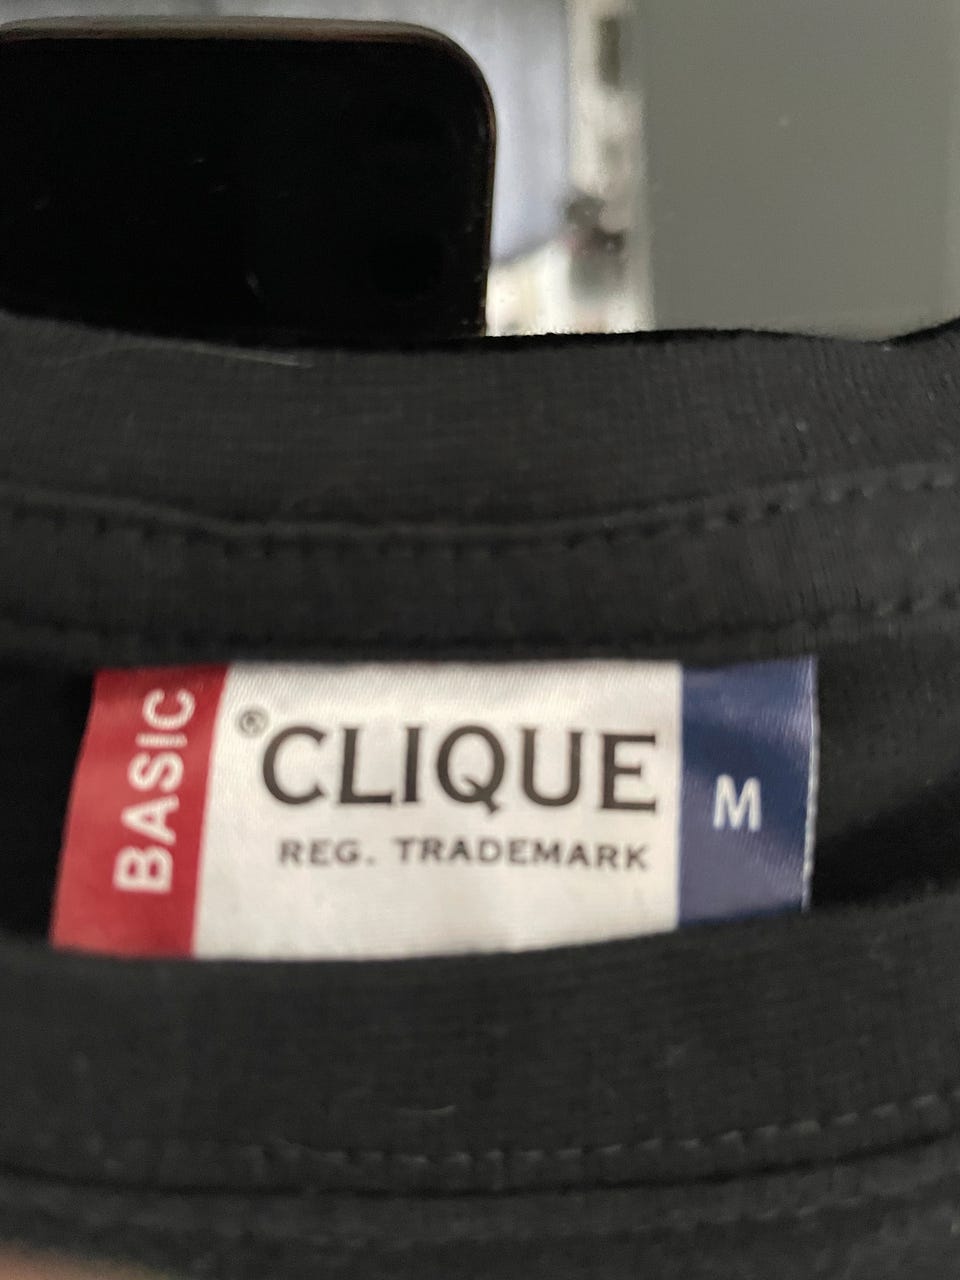 BASIC
®CLIQUE
REG. TRADEMARK
M